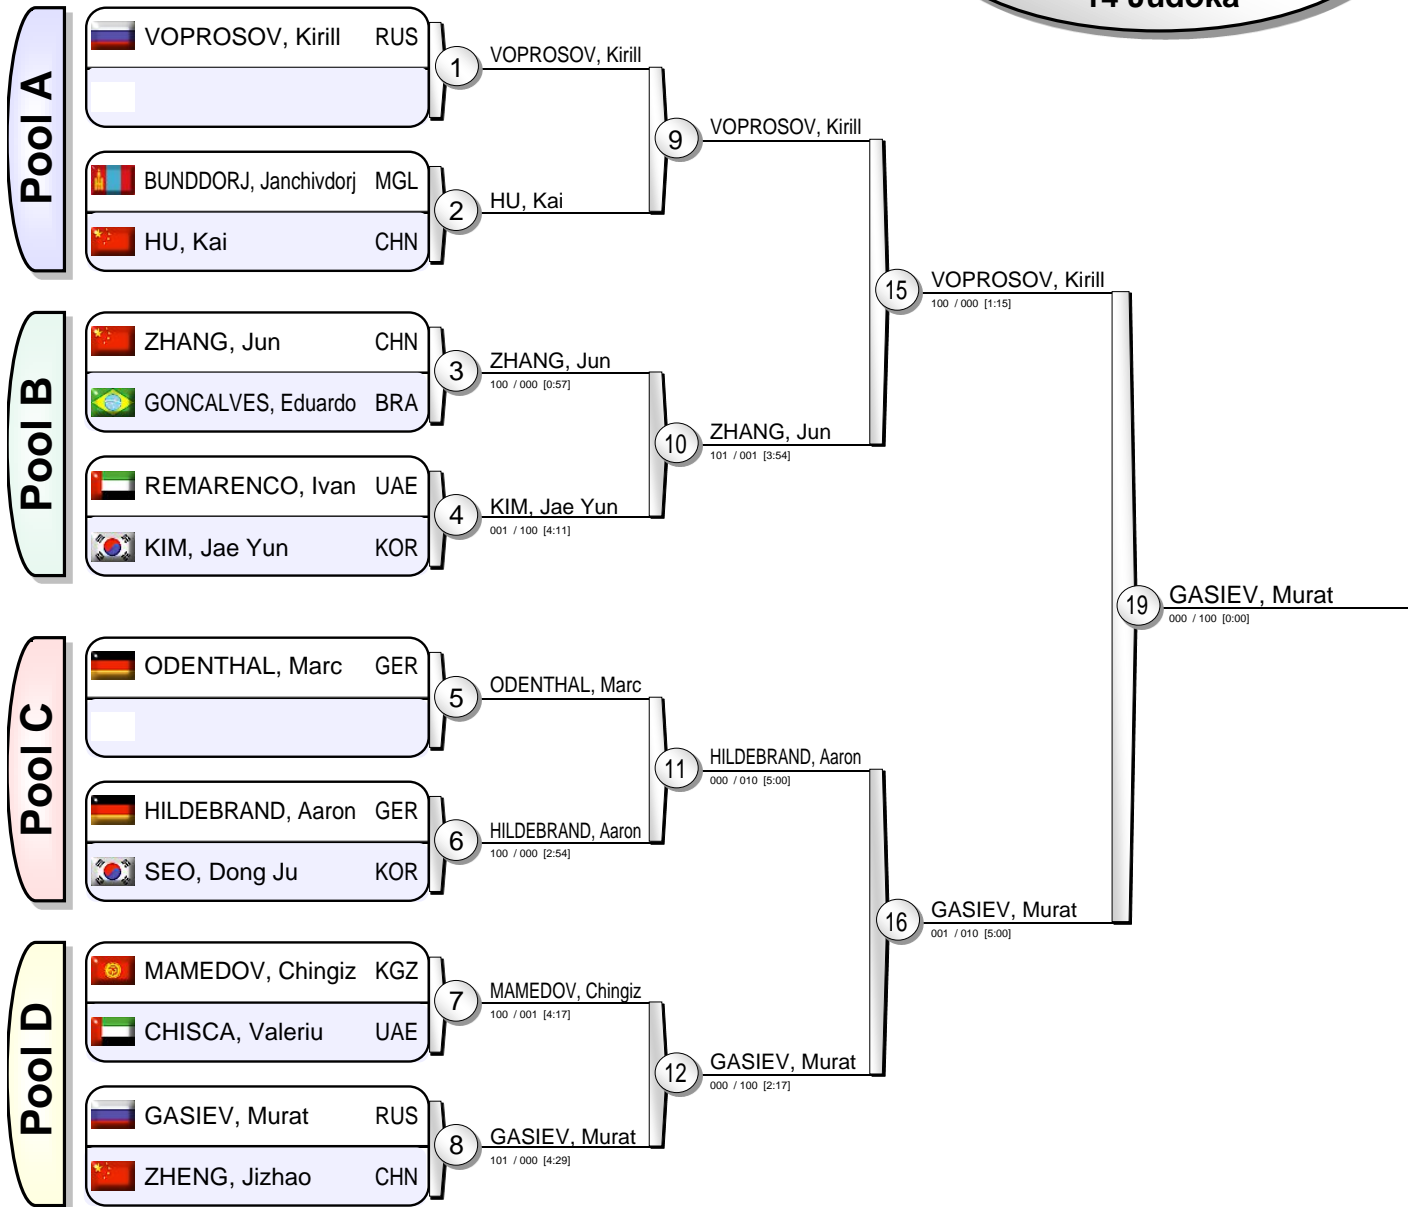 14 Judoka
Pool A
VOPROSOV, Kirill RUS
BUNDDORJ, Janchivdorj MGL
HU, Kai CHN
1
VOPROSOV, Kirill
2
HU, Kai
9
VOPROSOV, Kirill
Pool B
ZHANG, Jun CHN
GONCALVES, Eduardo BRA
REMARENCO, Ivan UAE
KIM, Jae Yun KOR
3
ZHANG, Jun
100 / 000 [0:57]
4
KIM, Jae Yun
001 / 100 [4:11]
10
ZHANG, Jun
101 / 001 [3:54]
15
VOPROSOV, Kirill
100 / 000 [1:15]
Pool C
ODENTHAL, Marc GER
HILDEBRAND, Aaron GER
SEO, Dong Ju KOR
5
ODENTHAL, Marc
6
HILDEBRAND, Aaron
100 / 000 [2:54]
11
HILDEBRAND, Aaron
000 / 010 [5:00]
Pool D
MAMEDOV, Chingiz KGZ
CHISCA, Valeriu UAE
GASIEV, Murat RUS
ZHENG, Jizhao CHN
7
MAMEDOV, Chingiz
100 / 001 [4:17]
8
GASIEV, Murat
101 / 000 [4:29]
12
GASIEV, Murat
000 / 100 [2:17]
16
GASIEV, Murat
001 / 010 [5:00]
19
GASIEV, Murat
000 / 100 [0:00]